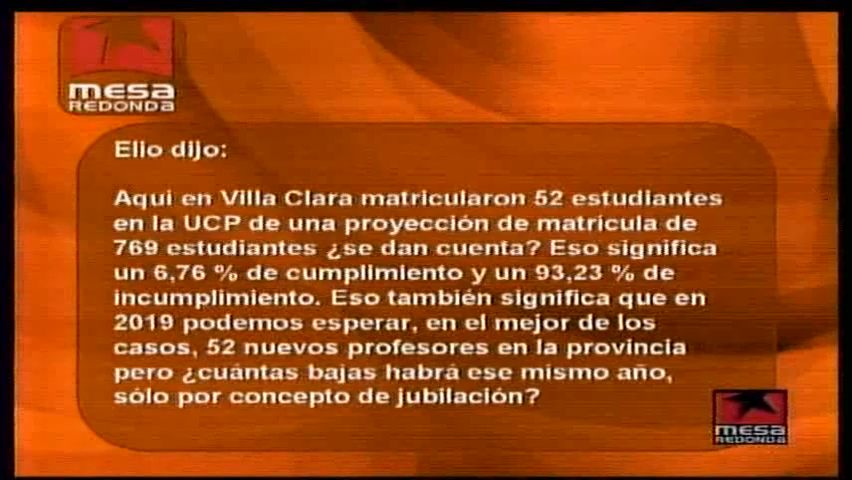 mesa
REDONDA
Elio dijo:
Aqui en Villa Clara matricularon 52 estudiantes
en la UCP de una proyección de matrícula de
769 estudiantes ¿se dan cuenta? Eso significa
un 6,76 % de cumplimiento y un 93,23 % de
incumplimiento. Eso también significa que en
2019 podemos esperar, en el mejor de los
casos, 52 nuevos profesores en la provincia
pero ¿cuántas bajas habrá ese mismo año,
sólo por concepto de jubilación?
mesa
REDONDA